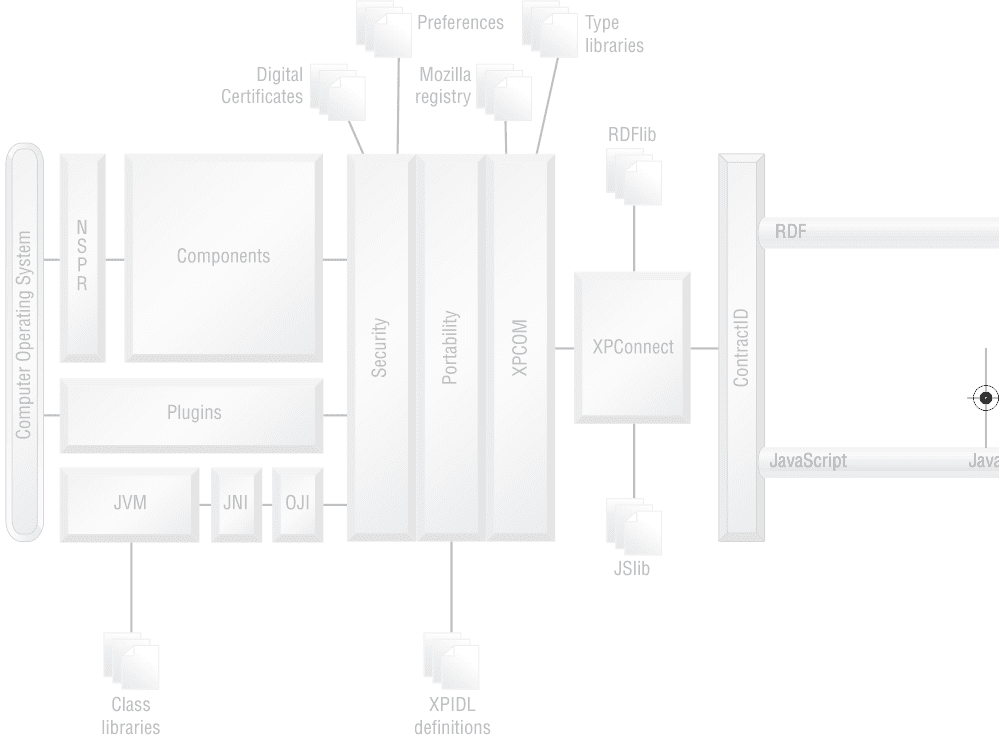 Preferences
Type
libraries
Digital
Certificates
Mozilla
registry
RDFlib
Computer Operating System
N
S
P
R
Components
Security
Portability
XPCOM
XPConnect
ContractID
RDF
Plugins
JavaScript
Java
JVM
JNI
OJI
JSlib
Class
libraries
XPIDL
definitions